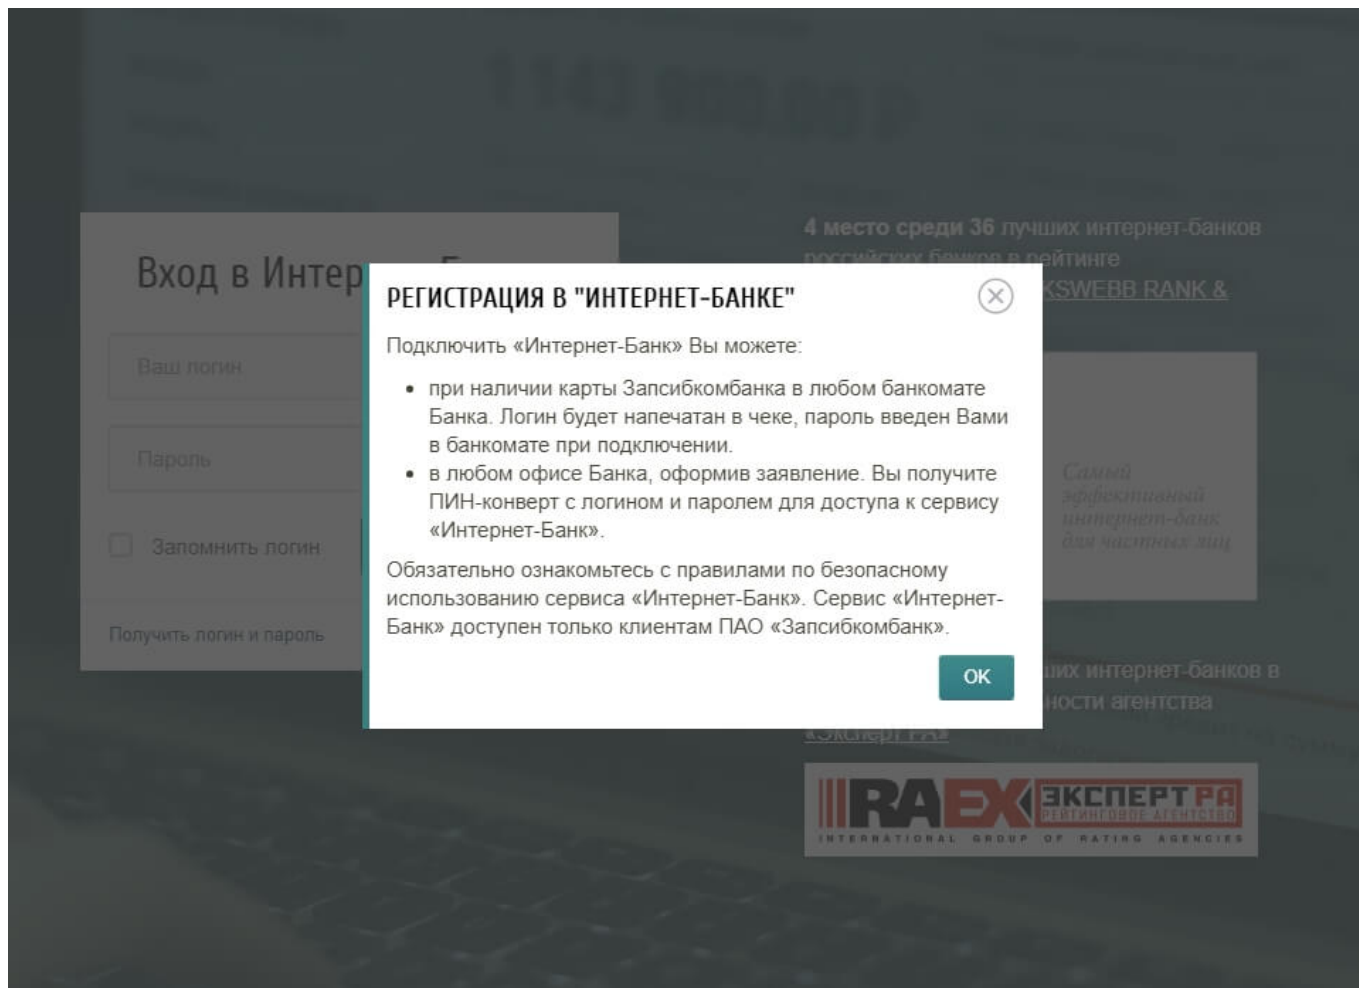 1 143 900.00 Р
4 место среди 36 лучших интернет-банков
российских банков в рейтинге
KSWEBB RANK &
Вход в Интер
РЕГИСТРАЦИЯ В "ИНТЕРНЕТ-БАНКЕ"
Подключить «Интернет-Банк» Вы можете:
• при наличии карты Запсибкомбанка в любом банкомате
Банка. Логин будет напечатан в чеке, пароль введен Вами
в банкомате при подключении.
• в любом офисе Банка, оформив заявление. Вы получите
ПИН-конверт с логином и паролем для доступа к сервису
«Интернет-Банк».
Обязательно ознакомьтесь с правилами по безопасному
использованию сервиса «Интернет-Банк». Сервис «Интернет-
Банк» доступен только клиентам ПАО «Запсибкомбанк».
OK
Ваш логин
Пароль
Запомнить логин
Получить логин и пароль
Самый
эффективный
интернет-банк
для частных лиц
ших интернет-банков в
ности агентства
«Эксперт РА»
RAEX ЭКСПЕРТ РА
РЕЙТИНГОВОЕ АГЕНТСТВО
INTERNATIONAL GROUP OF RATING AGENCIES